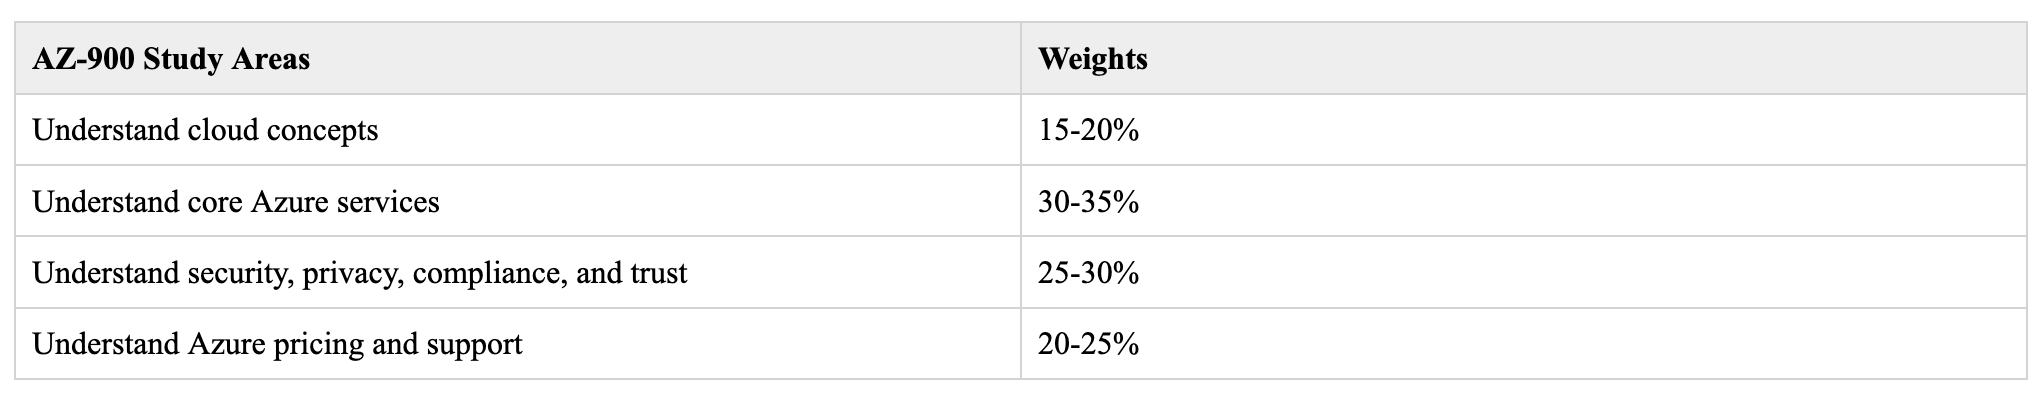 AZ-900 Study Areas Weights
Understand cloud concepts 15-20%
Understand core Azure services 30-35%
Understand security, privacy, compliance, and trust 25-30%
Understand Azure pricing and support 20-25%